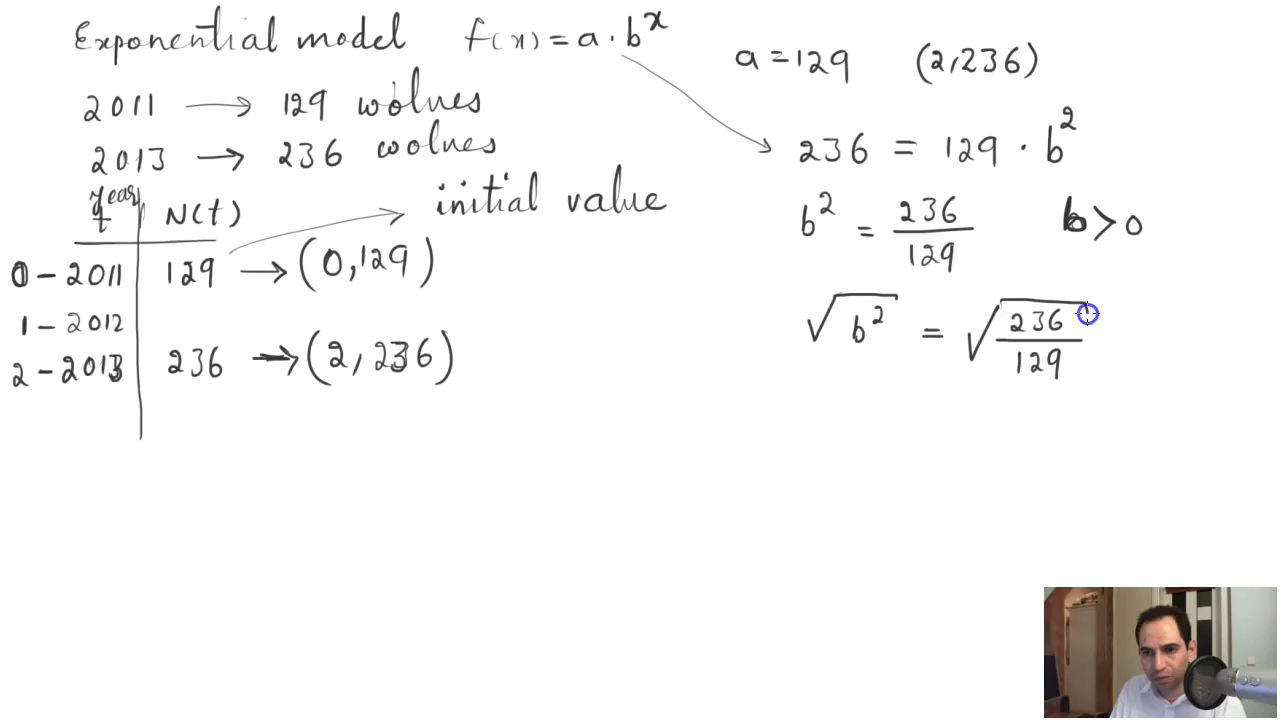 Exponential model f(x) = a · b^x
2011 → 129 wolves
2013 → 236 wolves
year
t | N(t)
initial value
0 - 2011 | 129 → (0,129)
1 - 2012
2 - 2013 | 236 → (2,236)
a = 129 (2,236)
236 = 129 · b^2
b^2 = 236/129 b > 0
√b^2 = √236/129